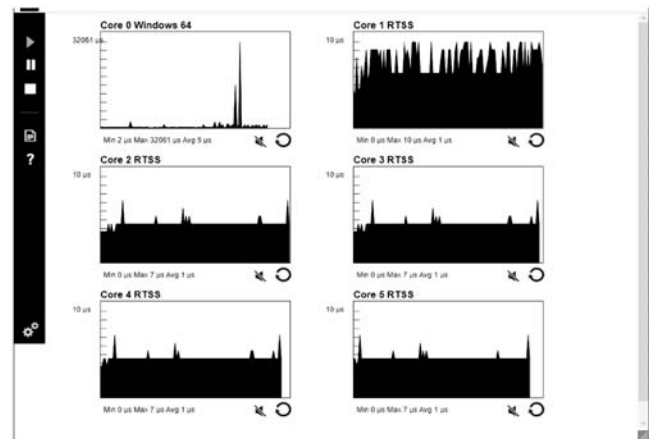 Core 0 Windows 64
32061 µs
Min 2 µs Max 32061 µs Avg 5 µs
Core 1 RTSS
10 µs
Min 0 µs Max 10 µs Avg 1 µs
Core 2 RTSS
10 µs
Min 0 µs Max 7 µs Avg 1 µs
Core 3 RTSS
10 µs
Min 0 µs Max 7 µs Avg 1 µs
Core 4 RTSS
10 µs
Min 0 µs Max 7 µs Avg 1 µs
Core 5 RTSS
10 µs
Min 0 µs Max 7 µs Avg 1 µs
?